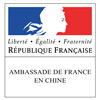 Liberté • Égalité • Fraternité
RÉPUBLIQUE FRANÇAISE
AMBASSADE DE FRANCE
EN CHINE